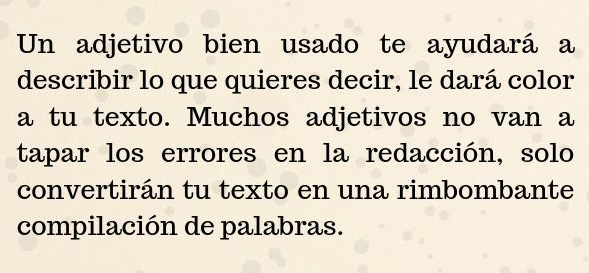 Un adjetivo bien usado te ayudará a
describir lo que quieres decir, le dará color
a tu texto. Muchos adjetivos no van a
tapar los errores en la redacción, solo
convertirán tu texto en una rimbombante
compilación de palabras.